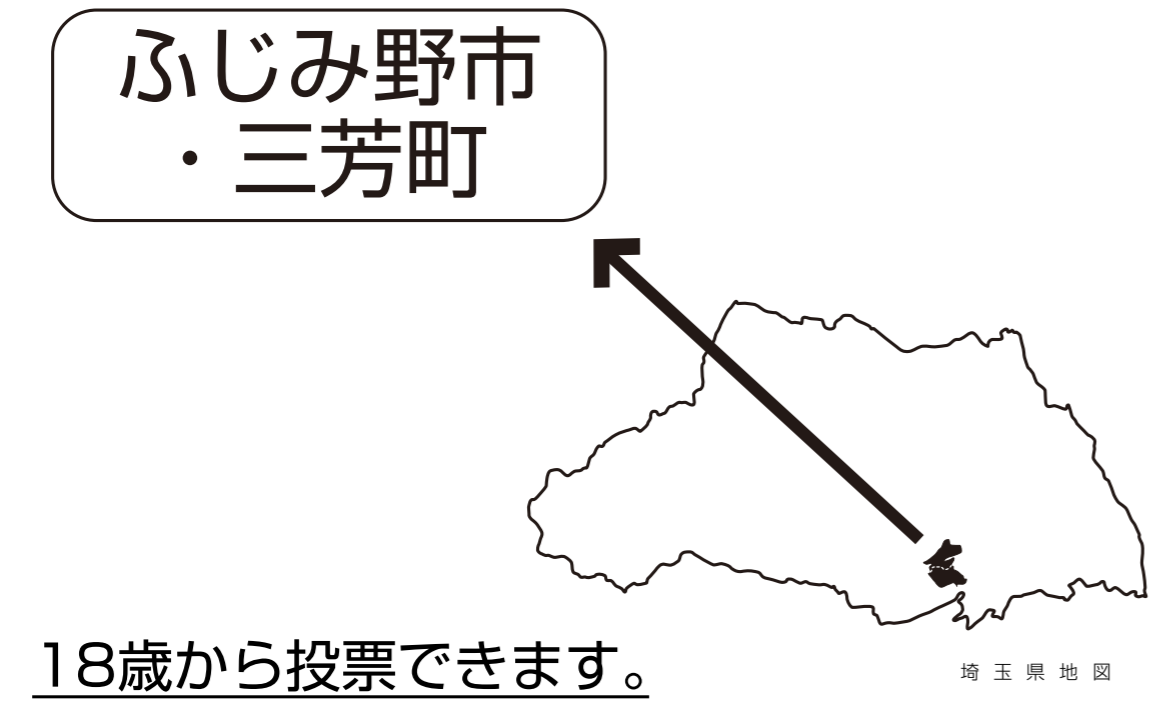 ふじみ野市
・三芳町
18歳から投票できます。
埼玉県地図